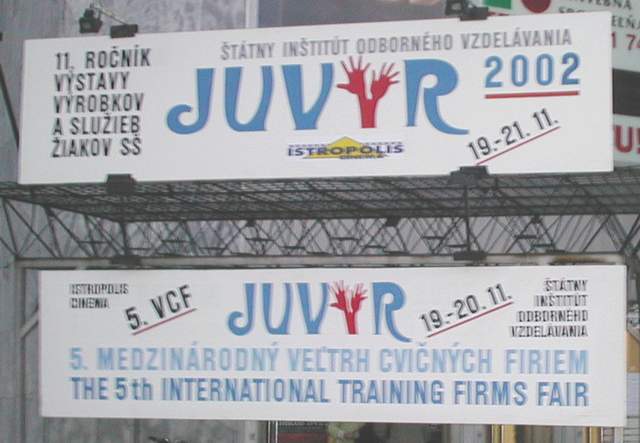 11. ROČNÍK
VÝSTAVY
VÝROBKOV
A SLUŽIEB
ŽIAKOV SŠ
ŠTÁTNY INŠTITÚT ODBORNÉHO VZDELÁVANIA
JUVYR
2002
19.-21. 11.
ISTROPOLIS
CINEMA
ISTROPOLIS
CINEMA
5. VCF
JUVYR
19.-20.11.
ŠTÁTNY
INŠTITÚT
ODBORNÉHO
VZDELÁVANIA
5. MEDZINÁRODNÝ VEĽTRH CVIČNÝCH FIRIEM
THE 5th INTERNATIONAL TRAINING FIRMS FAIR